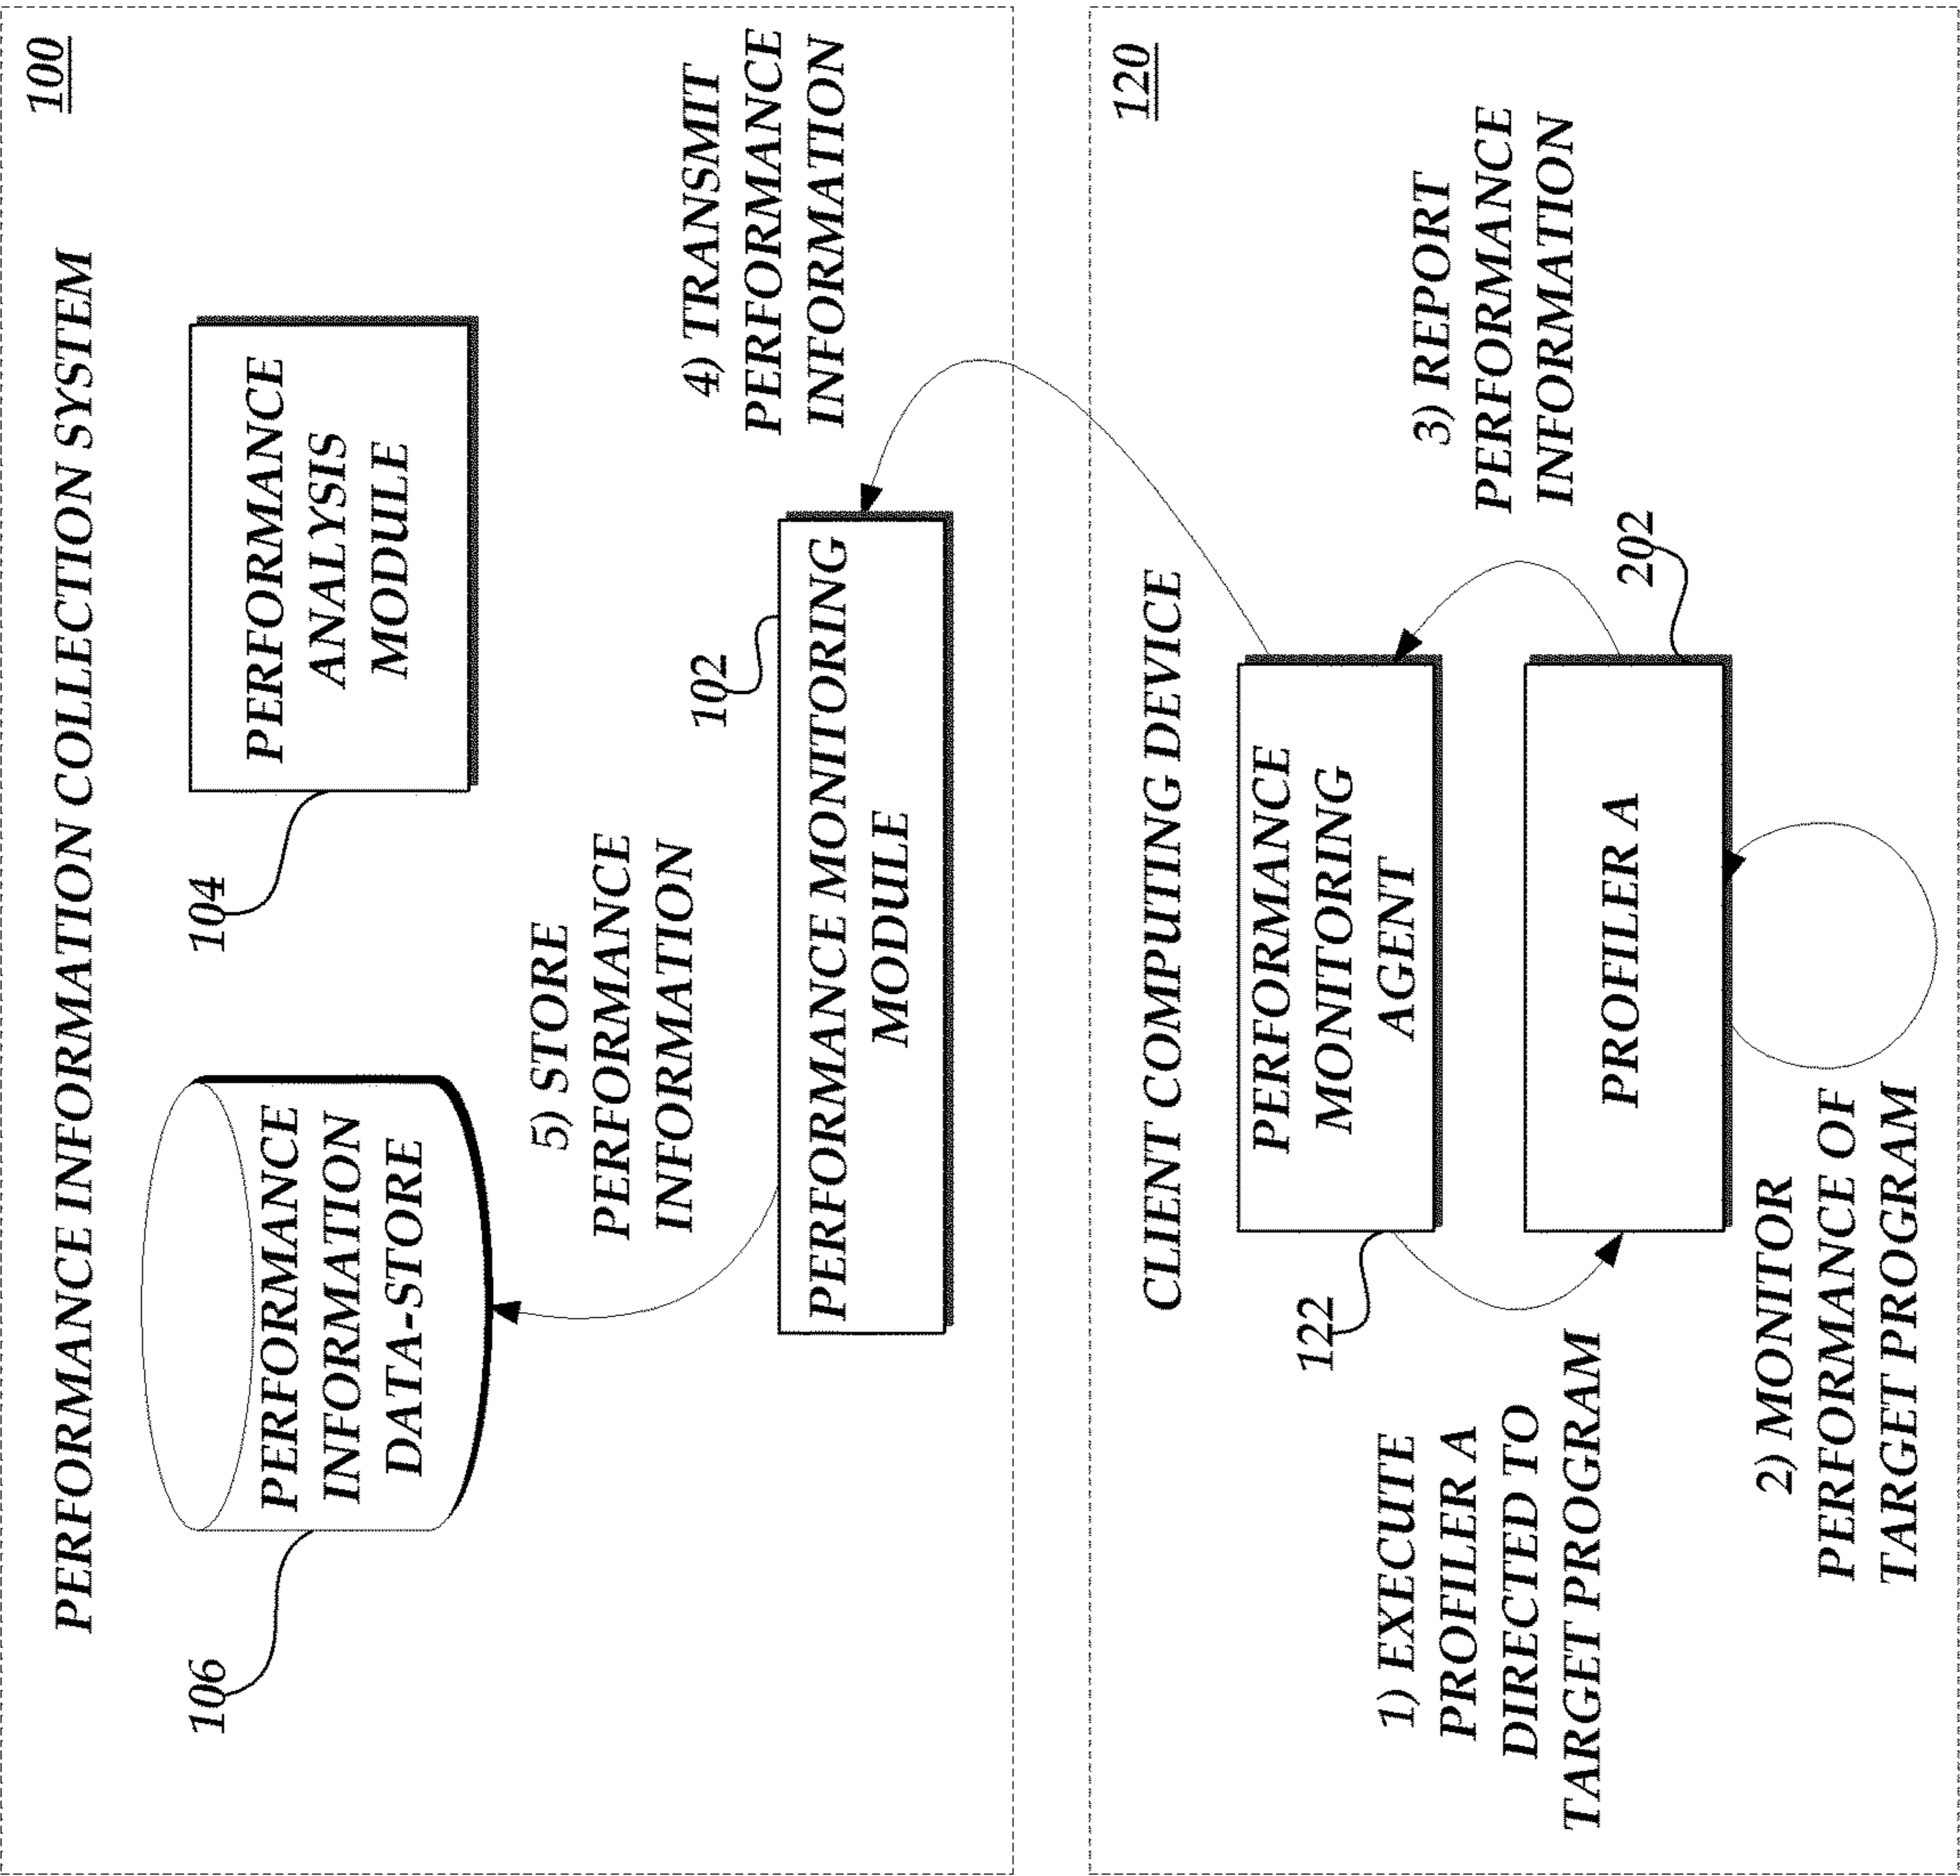 PERFORMANCE INFORMATION COLLECTION SYSTEM
100
106
PERFORMANCE
INFORMATION
DATA-STORE
104
PERFORMANCE
ANALYSIS
MODULE
5) STORE
PERFORMANCE
INFORMATION
102
4) TRANSMIT
PERFORMANCE
INFORMATION
PERFORMANCE MONITORING
MODULE
CLIENT COMPUTING DEVICE
120
122
PERFORMANCE
MONITORING
AGENT
1) EXECUTE
PROFILER A
DIRECTED TO
TARGET PROGRAM
3) REPORT
PERFORMANCE
INFORMATION
202
PROFILER A
2) MONITOR
PERFORMANCE OF
TARGET PROGRAM